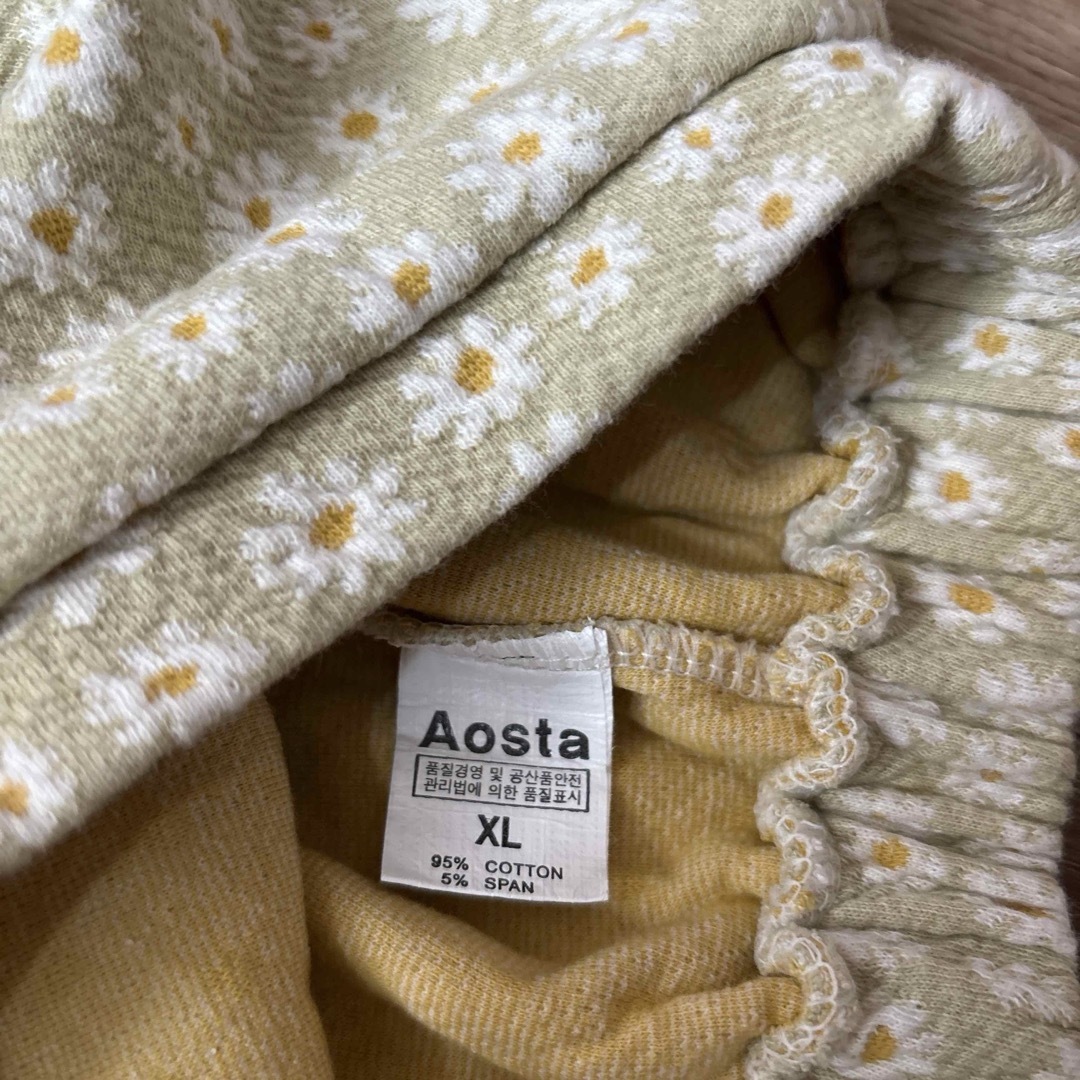 Aosta
품질경영 및 공산품안전
관리법에 의한 품질표시
XL
95% COTTON
5% SPAN